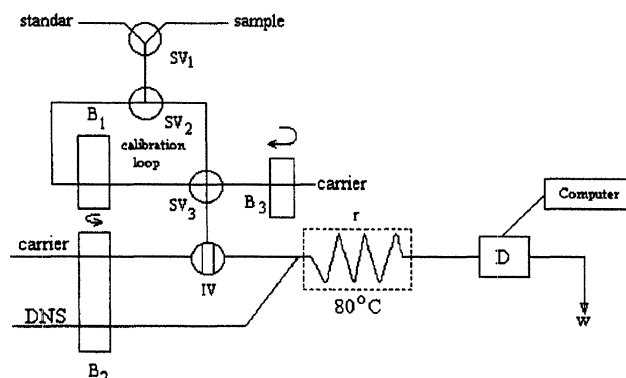 standar
sample
SV1
SV2
B1
calibration
loop
SV3
B3
carrier
Computer
carrier
IV
r
80°C
D
DNS
B2
w